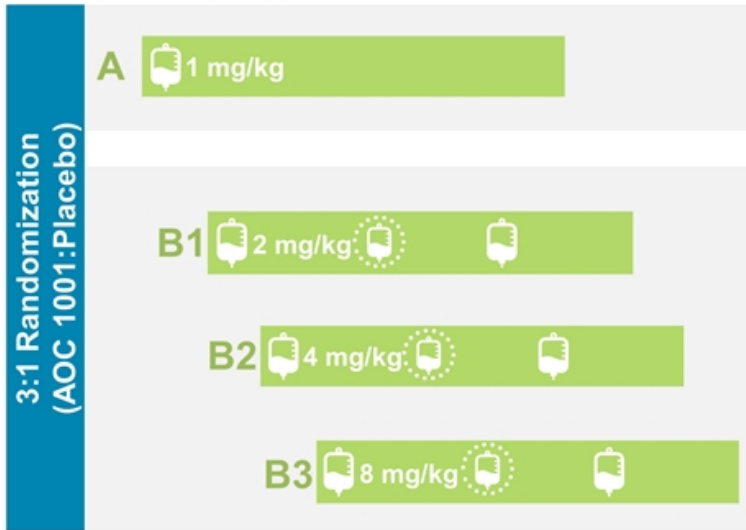 3:1 Randomization
(AOC 1001:Placebo)
A 1 mg/kg
B1 2 mg/kg
B2 4 mg/kg
B3 8 mg/kg